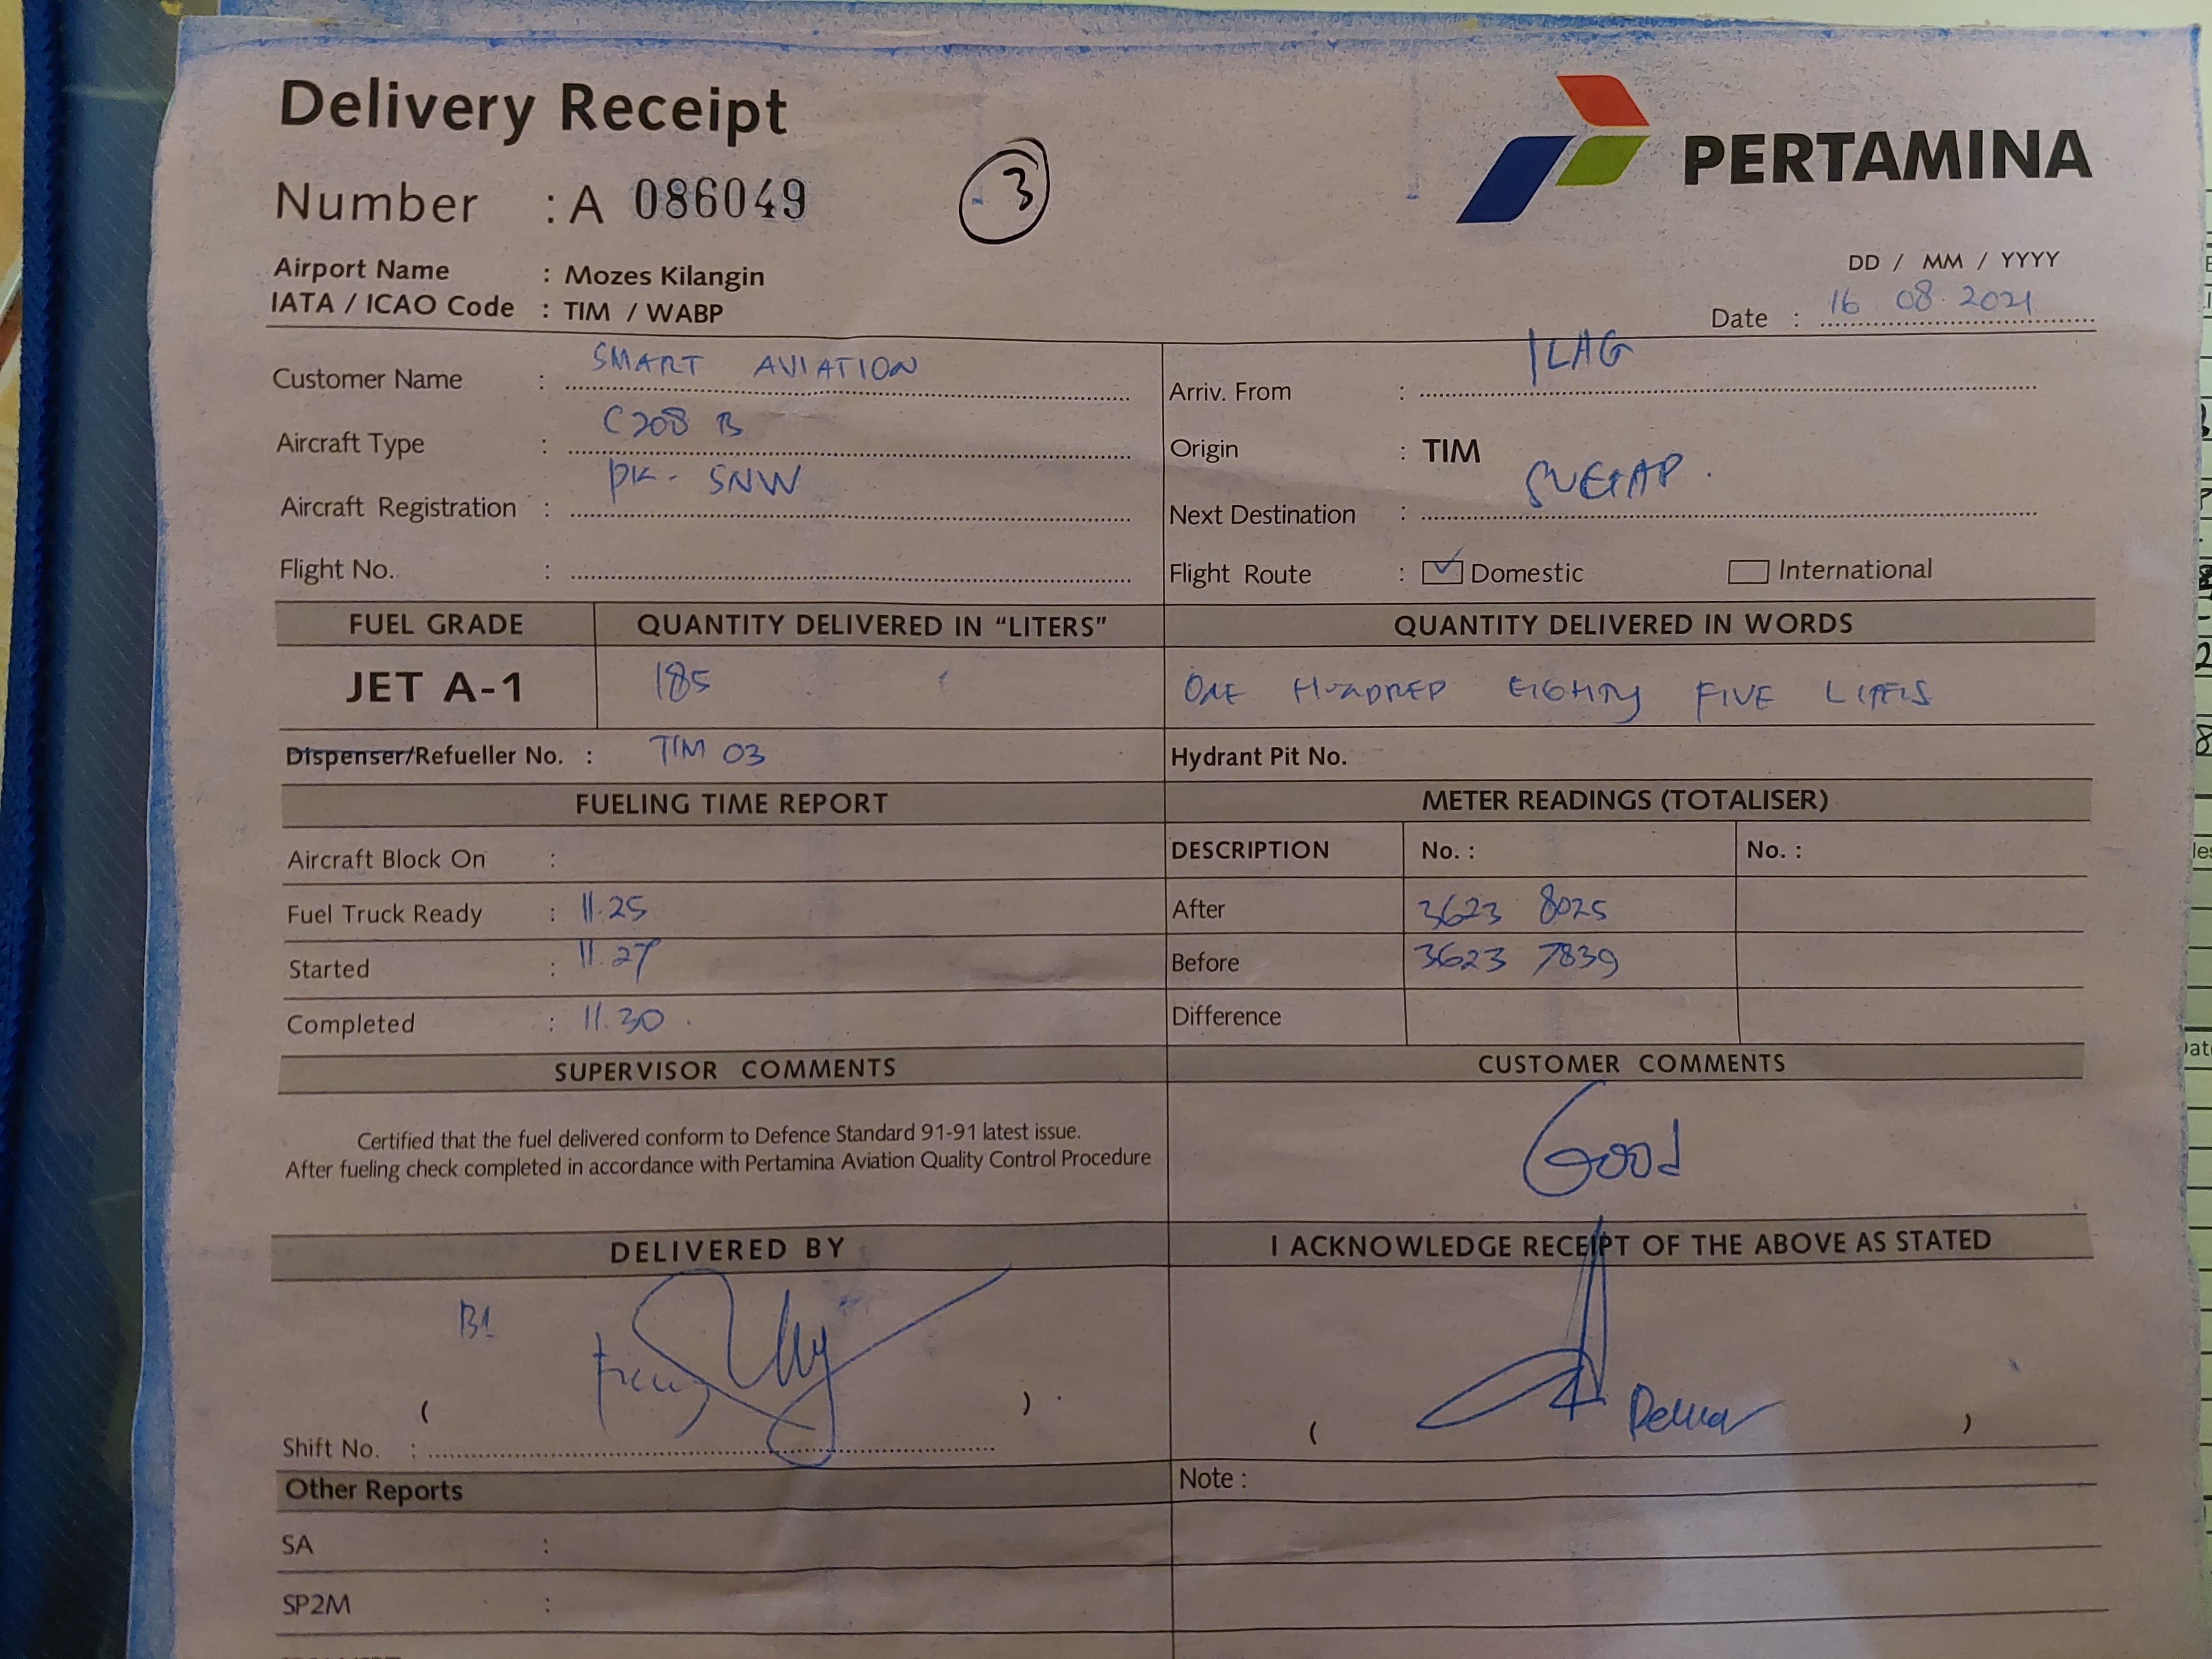 Delivery Receipt
PERTAMINA
Number : A 086049
3
Airport Name : Mozes Kilangin
IATA / ICAO Code : TIM / WABP
DD / MM / YYYY
Date : 16 08. 2021
Customer Name : SMART AVIATION
Arriv. From : ILAG
Aircraft Type : C208 B
Origin : TIM
Aircraft Registration : PK - SNW
Next Destination :
Flight No. :
Flight Route : Domestic International
FUEL GRADE QUANTITY DELIVERED IN "LITERS" QUANTITY DELIVERED IN WORDS
JET A-1 185 ONE HUNDRED EIGHTY FIVE
Dispenser/Refueller No. : TIM 03
Hydrant Pit No.
FUELING TIME REPORT METER READINGS (TOTALISER)
Aircraft Block On :
DESCRIPTION No. : No. :
Fuel Truck Ready : 11.25
After 3623 8025
Started : 11.27
Before 3623 7839
Completed : 11.30
Difference
SUPERVISOR COMMENTS CUSTOMER COMMENTS
Certified that the fuel delivered conform to Defence Standard 91-91 latest issue.
After fueling check completed in accordance with Pertamina Aviation Quality Control Procedure
Good
DELIVERED BY I ACKNOWLEDGE RECEIPT OF THE ABOVE AS STATED
( )
( )
Shift No. :
Other Reports Note :
SA :
SP2M :